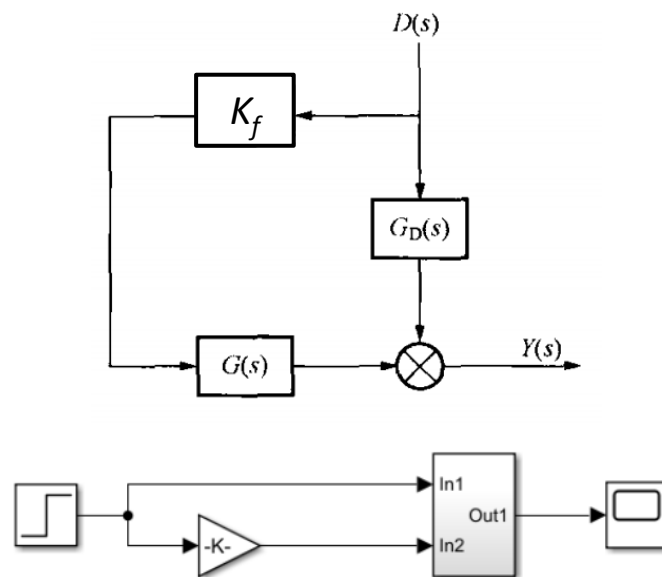 D(s)
K_f
G_D(s)
G(s)
Y(s)
In1
Out1
-K-
In2